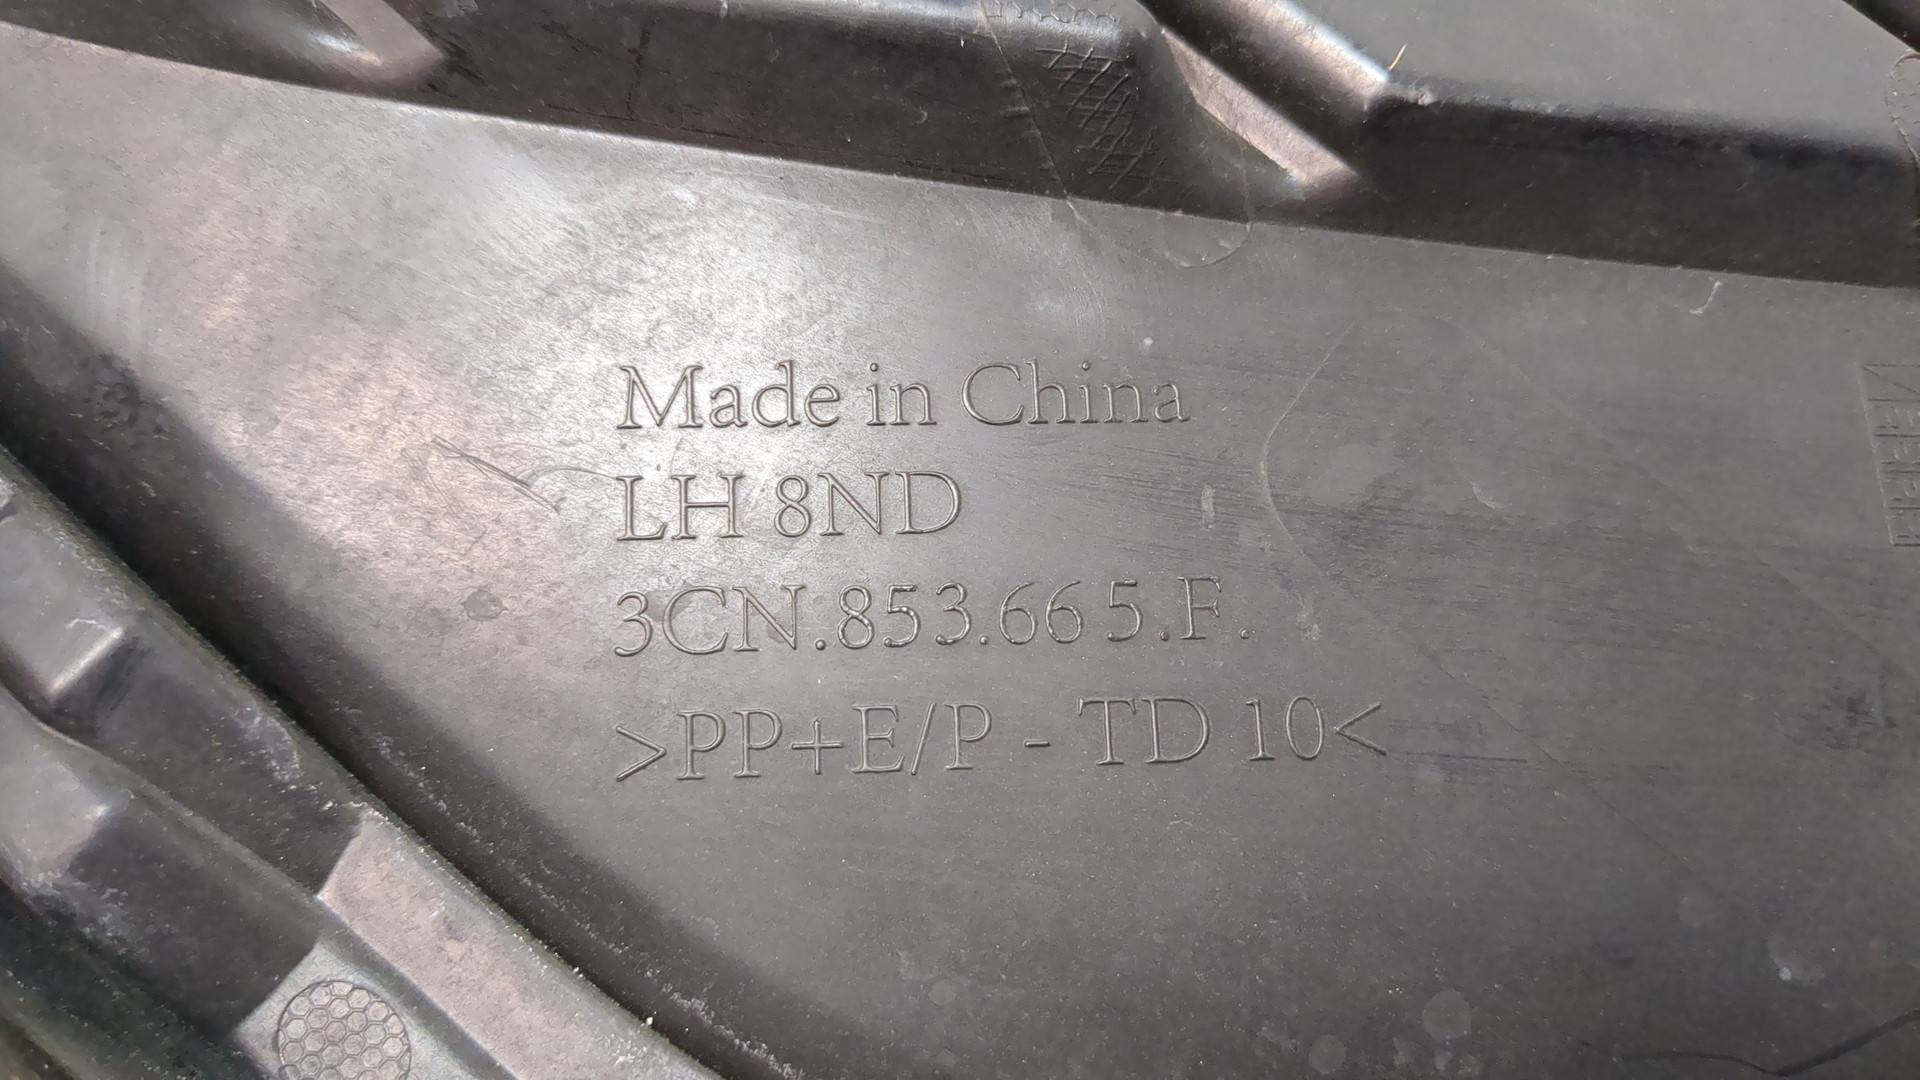 Made in China
LH 8ND
3CN.853.665.F.
>PP+E/P - TD 10<